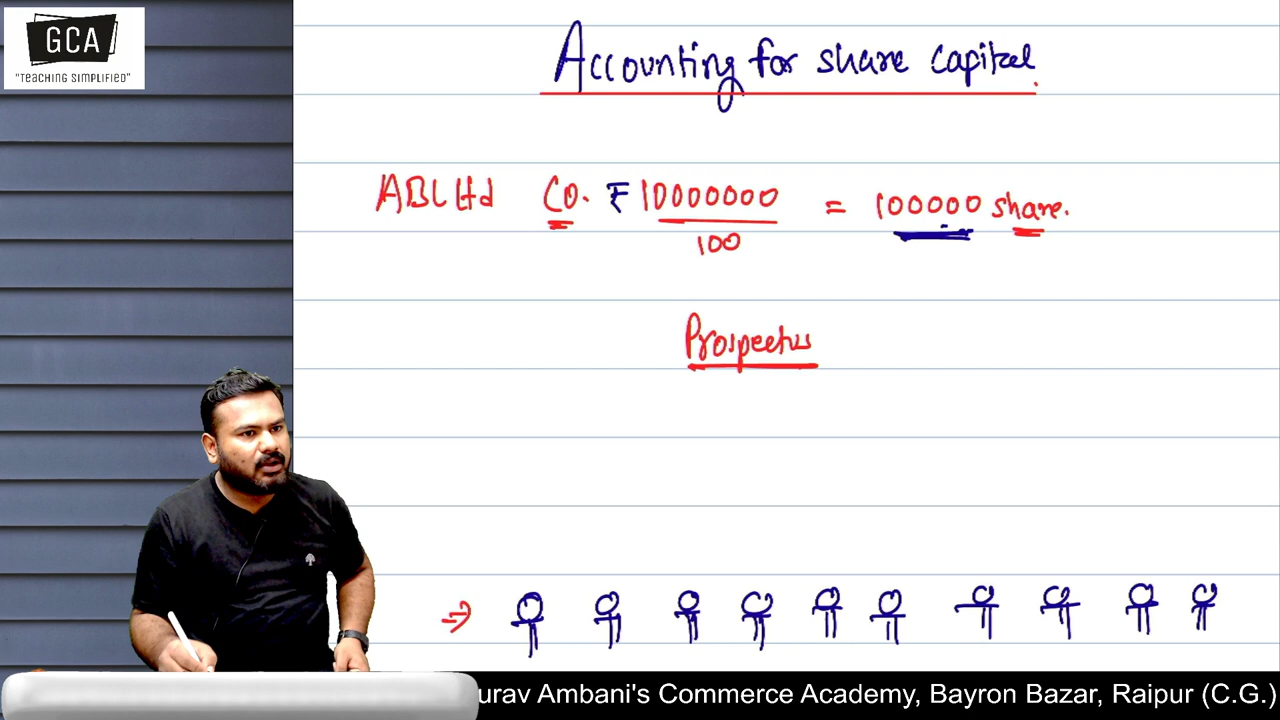 GCA
"TEACHING SIMPLIFIED"
Accounting for share capital
ABC Ltd Co. ₹ 10000000 = 100000 share.
100
Prospectus
urav Ambani's Commerce Academy, Bayron Bazar, Raipur (C.G.)